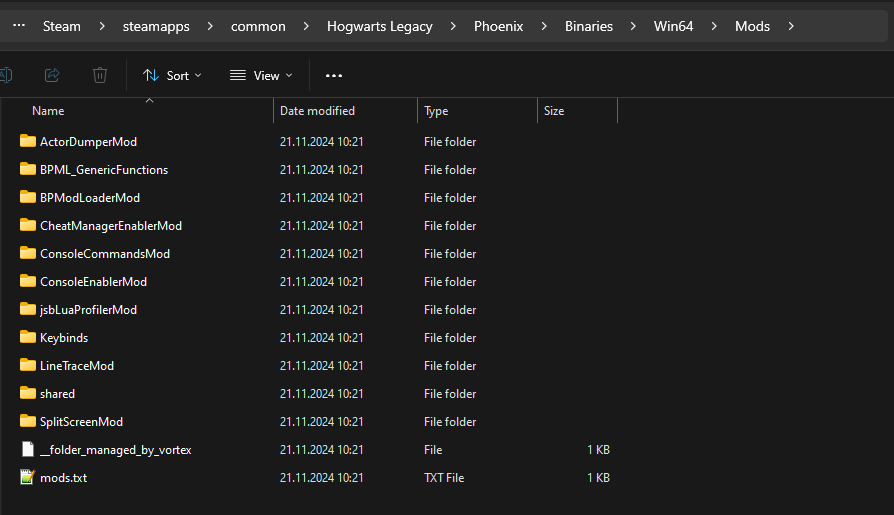 ... Steam > steamapps > common > Hogwarts Legacy > Phoenix > Binaries > Win64 > Mods >
Sort View ...
Name Date modified Type Size
ActorDumperMod 21.11.2024 10:21 File folder
BPML_GenericFunctions 21.11.2024 10:21 File folder
BPModLoaderMod 21.11.2024 10:21 File folder
CheatManagerEnablerMod 21.11.2024 10:21 File folder
ConsoleCommandsMod 21.11.2024 10:21 File folder
ConsoleEnablerMod 21.11.2024 10:21 File folder
jsbLuaProfilerMod 21.11.2024 10:21 File folder
Keybinds 21.11.2024 10:21 File folder
LineTraceMod 21.11.2024 10:21 File folder
shared 21.11.2024 10:21 File folder
SplitScreenMod 21.11.2024 10:21 File folder
__folder_managed_by_vortex 21.11.2024 10:21 File 1 KB
mods.txt 21.11.2024 10:21 TXT File 1 KB